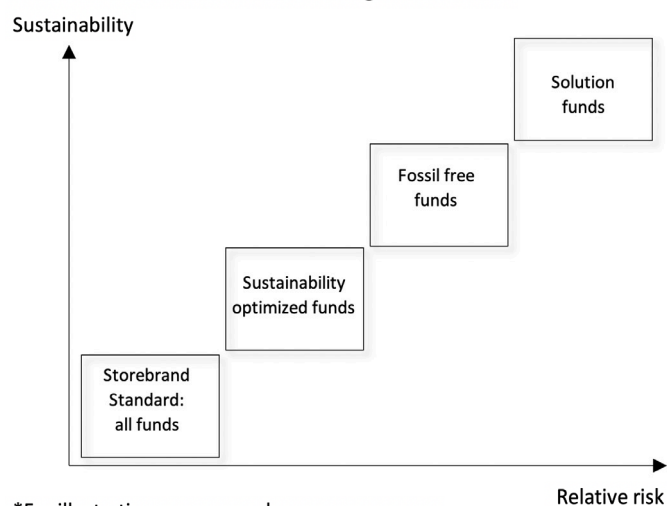 Sustainability
Solution
funds
Fossil free
funds
Sustainability
optimized funds
Storebrand
Standard:
all funds
Relative risk